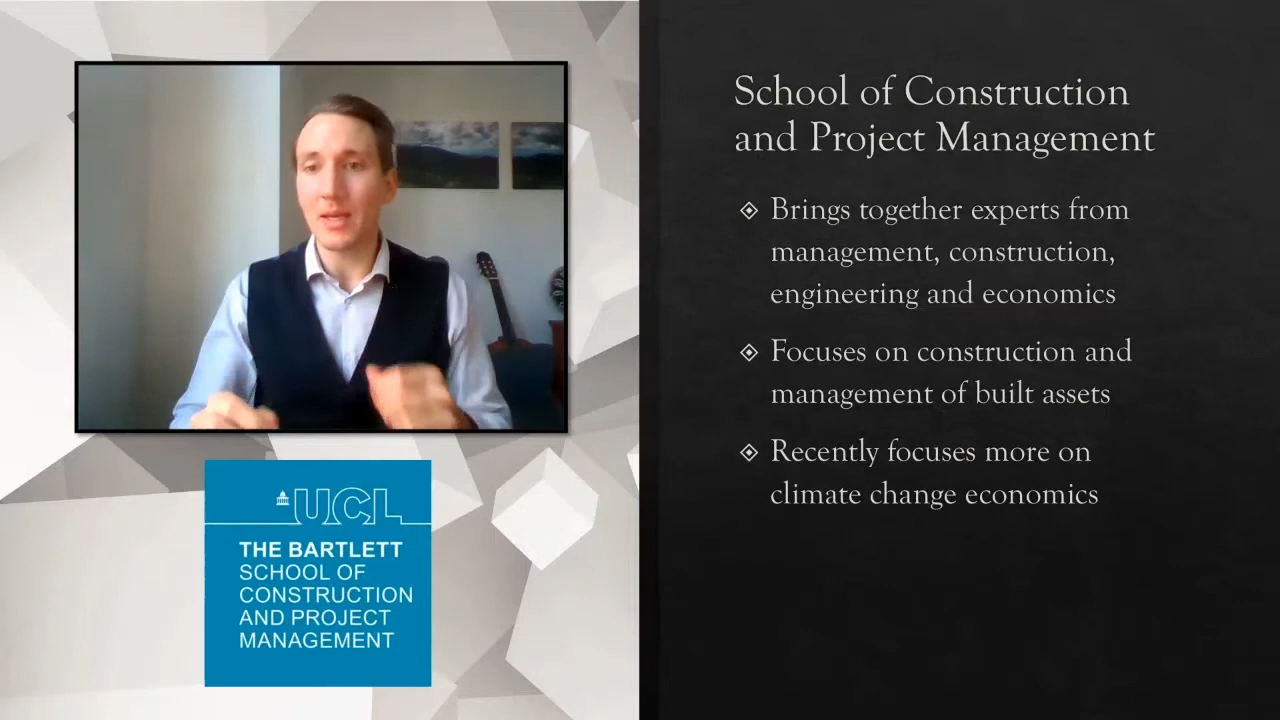 School of Construction
and Project Management
Brings together experts from
management, construction,
engineering and economics
Focuses on construction and
management of built assets
Recently focuses more on
climate change economics
UCL
THE BARTLETT
SCHOOL OF
CONSTRUCTION
AND PROJECT
MANAGEMENT